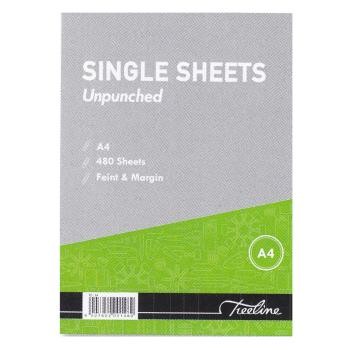 SINGLE SHEETS
Unpunched
// A4
// 480 Sheets
// Feint & Margin
A4
Treeline